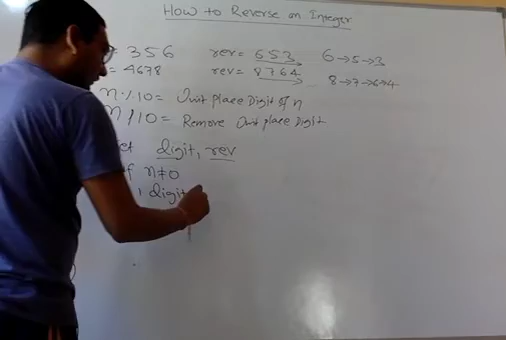 How to Reverse an Integer
356 rev = 653 6→5→3
= 4678 rev = 8764 8→7→6→4
n % 10 = Unit place Digit of n
n / 10 = Remove Unit place Digit
digit, rev
n ≠ 0
digit